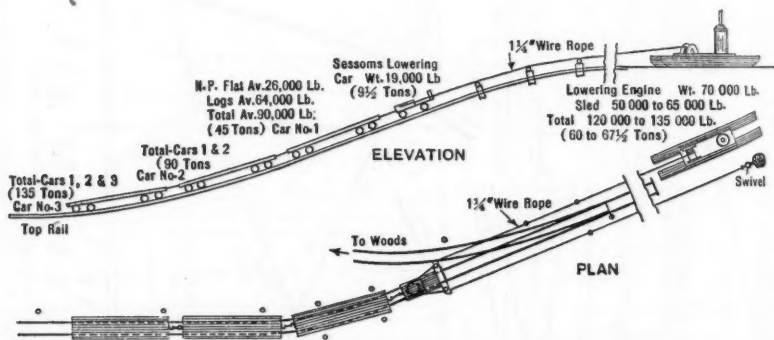 1¼" Wire Rope
Sessoms Lowering
Car Wt. 19,000 Lb
(9½ Tons)
N.P. Flat Av. 26,000 Lb.
Logs Av. 64,000 Lb.
Total Av. 90,000 Lb;
(45 Tons) Car No.1
Lowering Engine Wt. 70 000 Lb.
Sled 50 000 to 65 000 Lb.
Total 120 000 to 135 000 Lb.
(60 to 67½ Tons)
ELEVATION
Total-Cars 1 & 2
(90 Tons
Car No.2
Total-Cars 1, 2 & 3
(135 Tons)
Car No.3
Top Rail
Swivel
1¼" Wire Rope
To Woods
PLAN